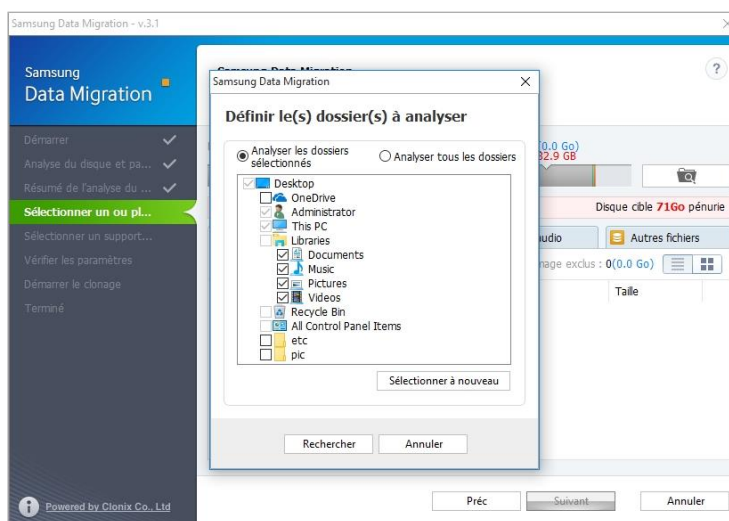 Samsung Data Migration - v.3.1
Samsung
Data Migration
Démarrer
Analyse du disque et pa...
Résumé de l'analyse du ...
Sélectionner un ou pl...
Sélectionner un support...
Vérifier les paramètres
Démarrer le clonage
Terminé
Powered by Clonix Co., Ltd
Samsung Data Migration
Samsung Data Migration
Définir le(s) dossier(s) à analyser
Analyser les dossiers
sélectionnés
Analyser tous les dossiers
Desktop
OneDrive
Administrator
This PC
Libraries
Documents
Music
Pictures
Videos
Recycle Bin
All Control Panel Items
etc
pic
Sélectionner à nouveau
Rechercher
Annuler
?
(0.0 Go)
32.9 GB
Disque cible 71Go pénurie
Autres fichiers
exclus : 0(0.0 Go)
Taille
Préc
Suivant
Annuler